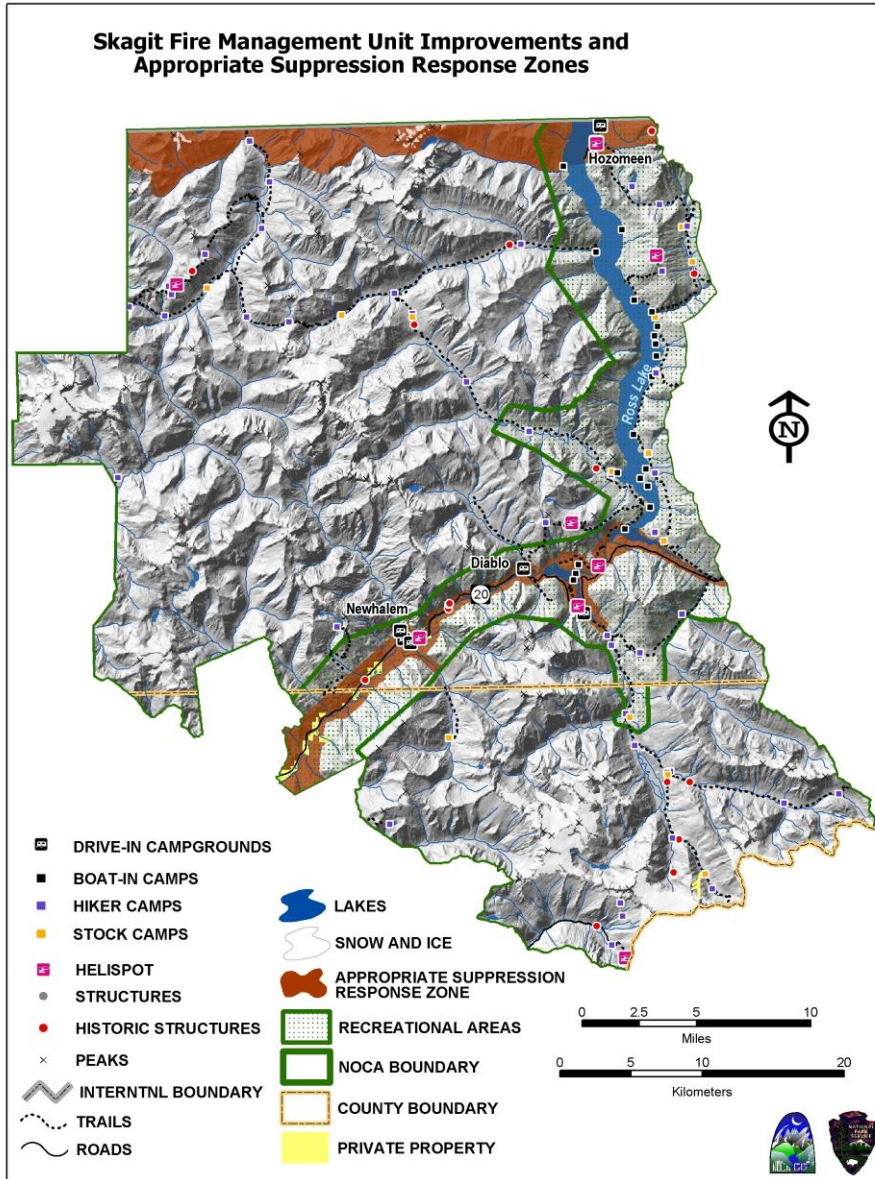 Skagit Fire Management Unit Improvements and
Appropriate Suppression Response Zones
Hozomeen
Ross Lake
N
Diablo
20
Newhalem
DRIVE-IN CAMPGROUNDS
BOAT-IN CAMPS
HIKER CAMPS
STOCK CAMPS
HELISPOT
STRUCTURES
HISTORIC STRUCTURES
PEAKS
INTERNTNL BOUNDARY
TRAILS
ROADS
LAKES
SNOW AND ICE
APPROPRIATE SUPPRESSION
RESPONSE ZONE
RECREATIONAL AREAS
NOCA BOUNDARY
COUNTY BOUNDARY
PRIVATE PROPERTY
0 2.5 5 10
Miles
0 5 10 20
Kilometers
NATIONAL
PARK
SERVICE